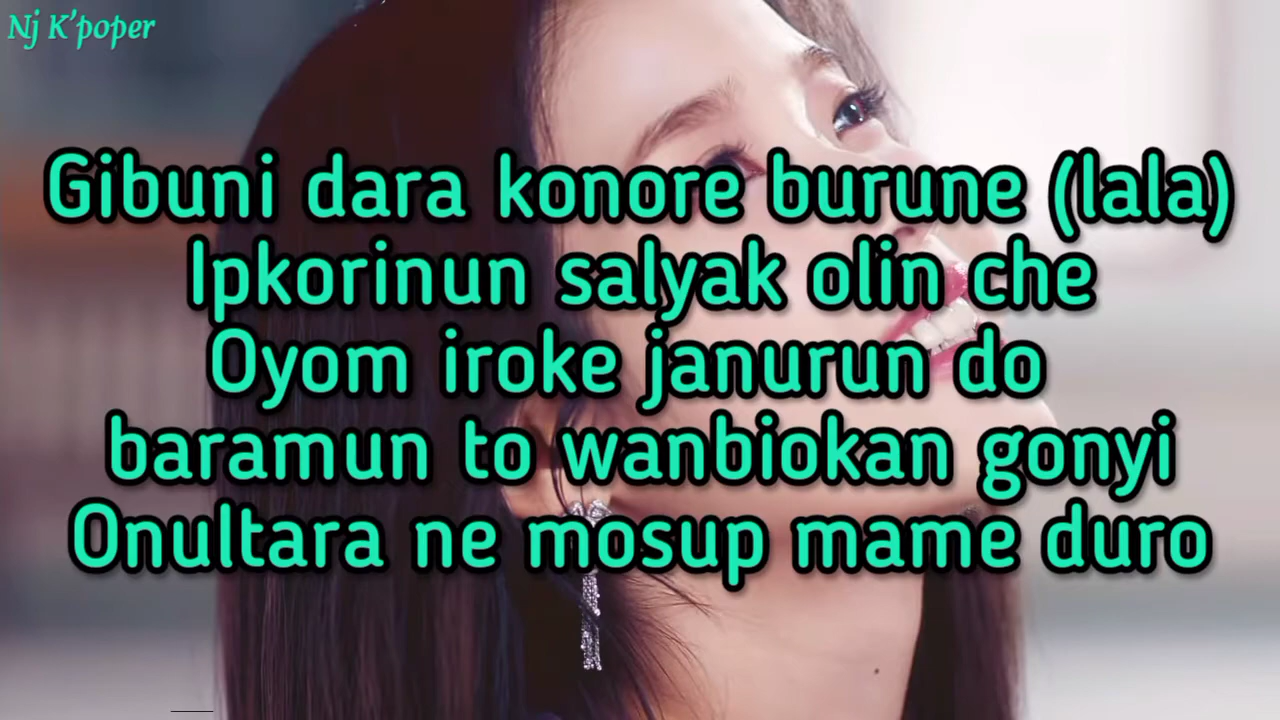 Nj K'poper
Gibuni dara konore burune (lala)
Ipkorinun salyak olin che
Oyom iroke janurun do
baramun to wanbiokan gonyi
Onultara ne mosup mame duro